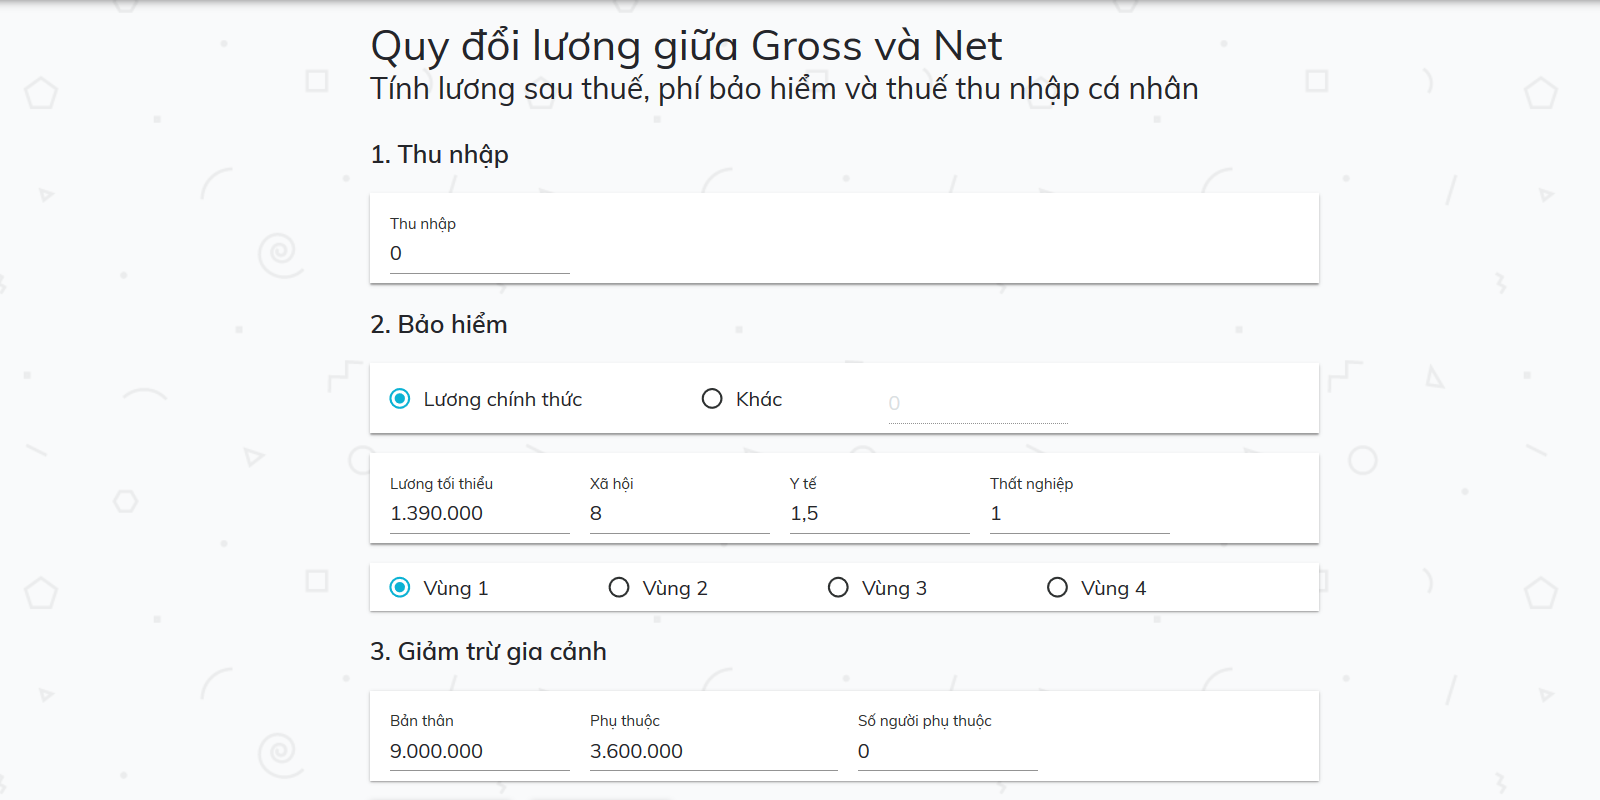 Quy đổi lương giữa Gross và Net
Tính lương sau thuế, phí bảo hiểm và thuế thu nhập cá nhân
1. Thu nhập
Thu nhập
0
2. Bảo hiểm
Lương chính thức Khác 0
Lương tối thiểu Xã hội Y tế Thất nghiệp
1.390.000 8 1,5 1
Vùng 1 Vùng 2 Vùng 3 Vùng 4
3. Giảm trừ gia cảnh
Bản thân Phụ thuộc Số người phụ thuộc
9.000.000 3.600.000 0